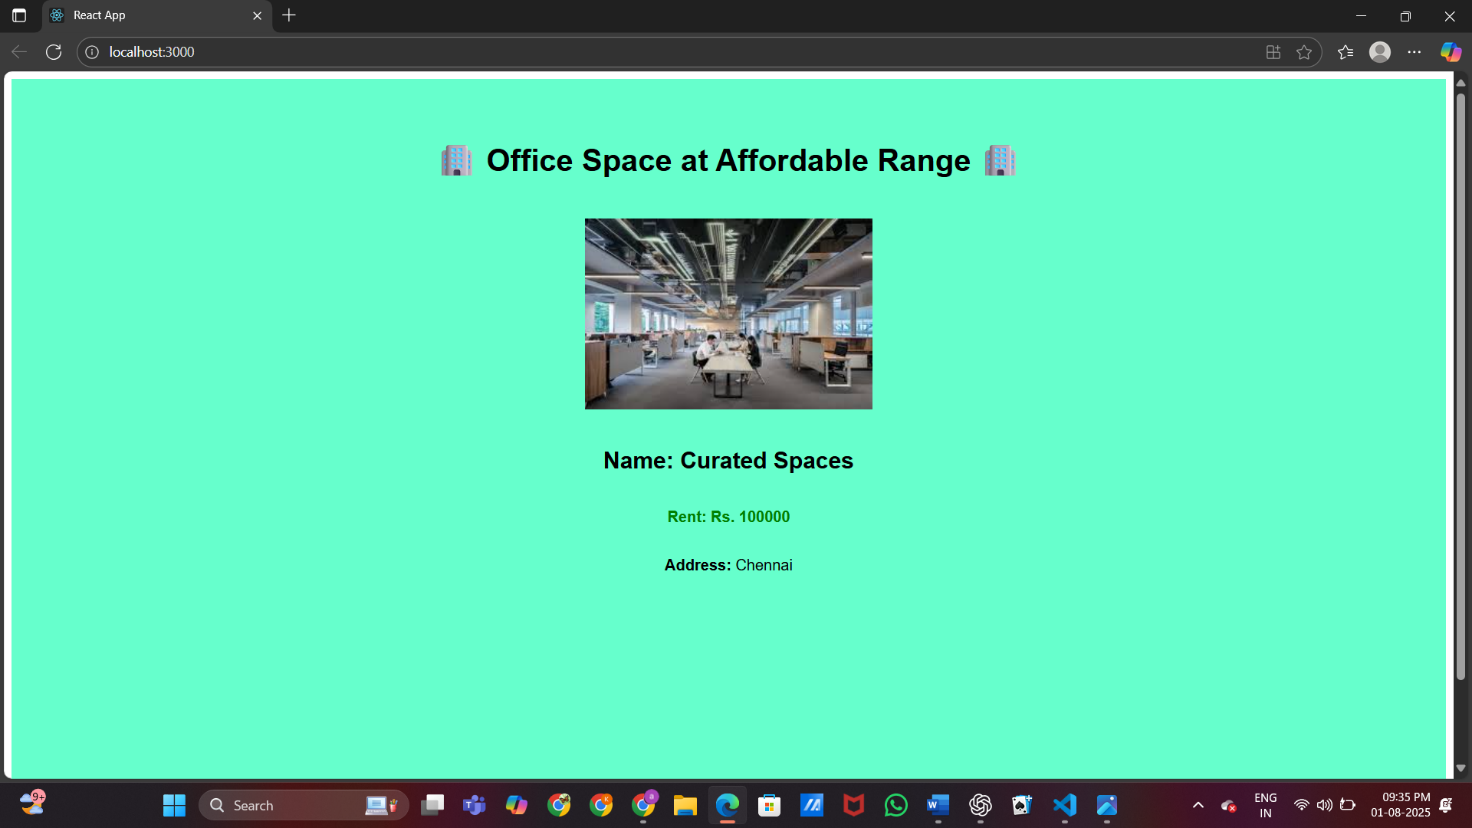 React App
localhost:3000
Office Space at Affordable Range
Name: Curated Spaces
Rent: Rs. 100000
Address: Chennai
9+
Search
ENG
IN
09:35 PM
01-08-2025